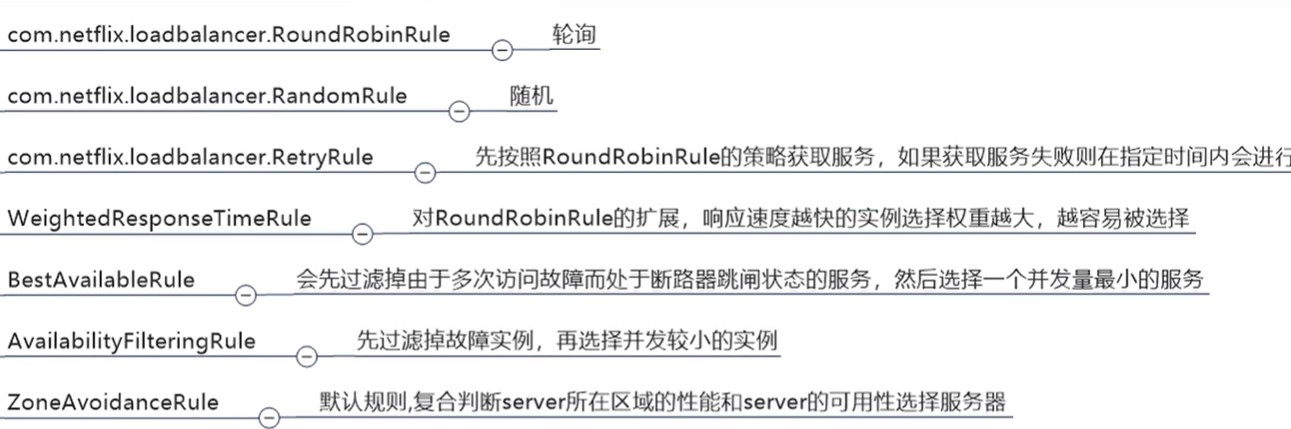 com.netflix.loadbalancer.RoundRobinRule 轮询
com.netflix.loadbalancer.RandomRule 随机
com.netflix.loadbalancer.RetryRule 先按照RoundRobinRule的策略获取服务，如果获取服务失败则在指定时间内会进行
WeightedResponseTimeRule 对RoundRobinRule的扩展，响应速度越快的实例选择权重越大，越容易被选择
BestAvailableRule 会先过滤掉由于多次访问故障而处于断路器跳闸状态的服务，然后选择一个并发量最小的服务
AvailabilityFilteringRule 先过滤掉故障实例，再选择并发较小的实例
ZoneAvoidanceRule 默认规则,复合判断server所在区域的性能和server的可用性选择服务器